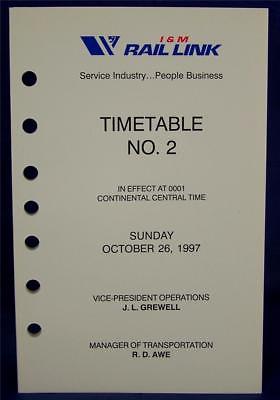 I & M
RAIL LINK
Service Industry...People Business
TIMETABLE
NO. 2
IN EFFECT AT 0001
CONTINENTAL CENTRAL TIME
SUNDAY
OCTOBER 26, 1997
VICE-PRESIDENT OPERATIONS
J. L. GREWELL
MANAGER OF TRANSPORTATION
R. D. AWE